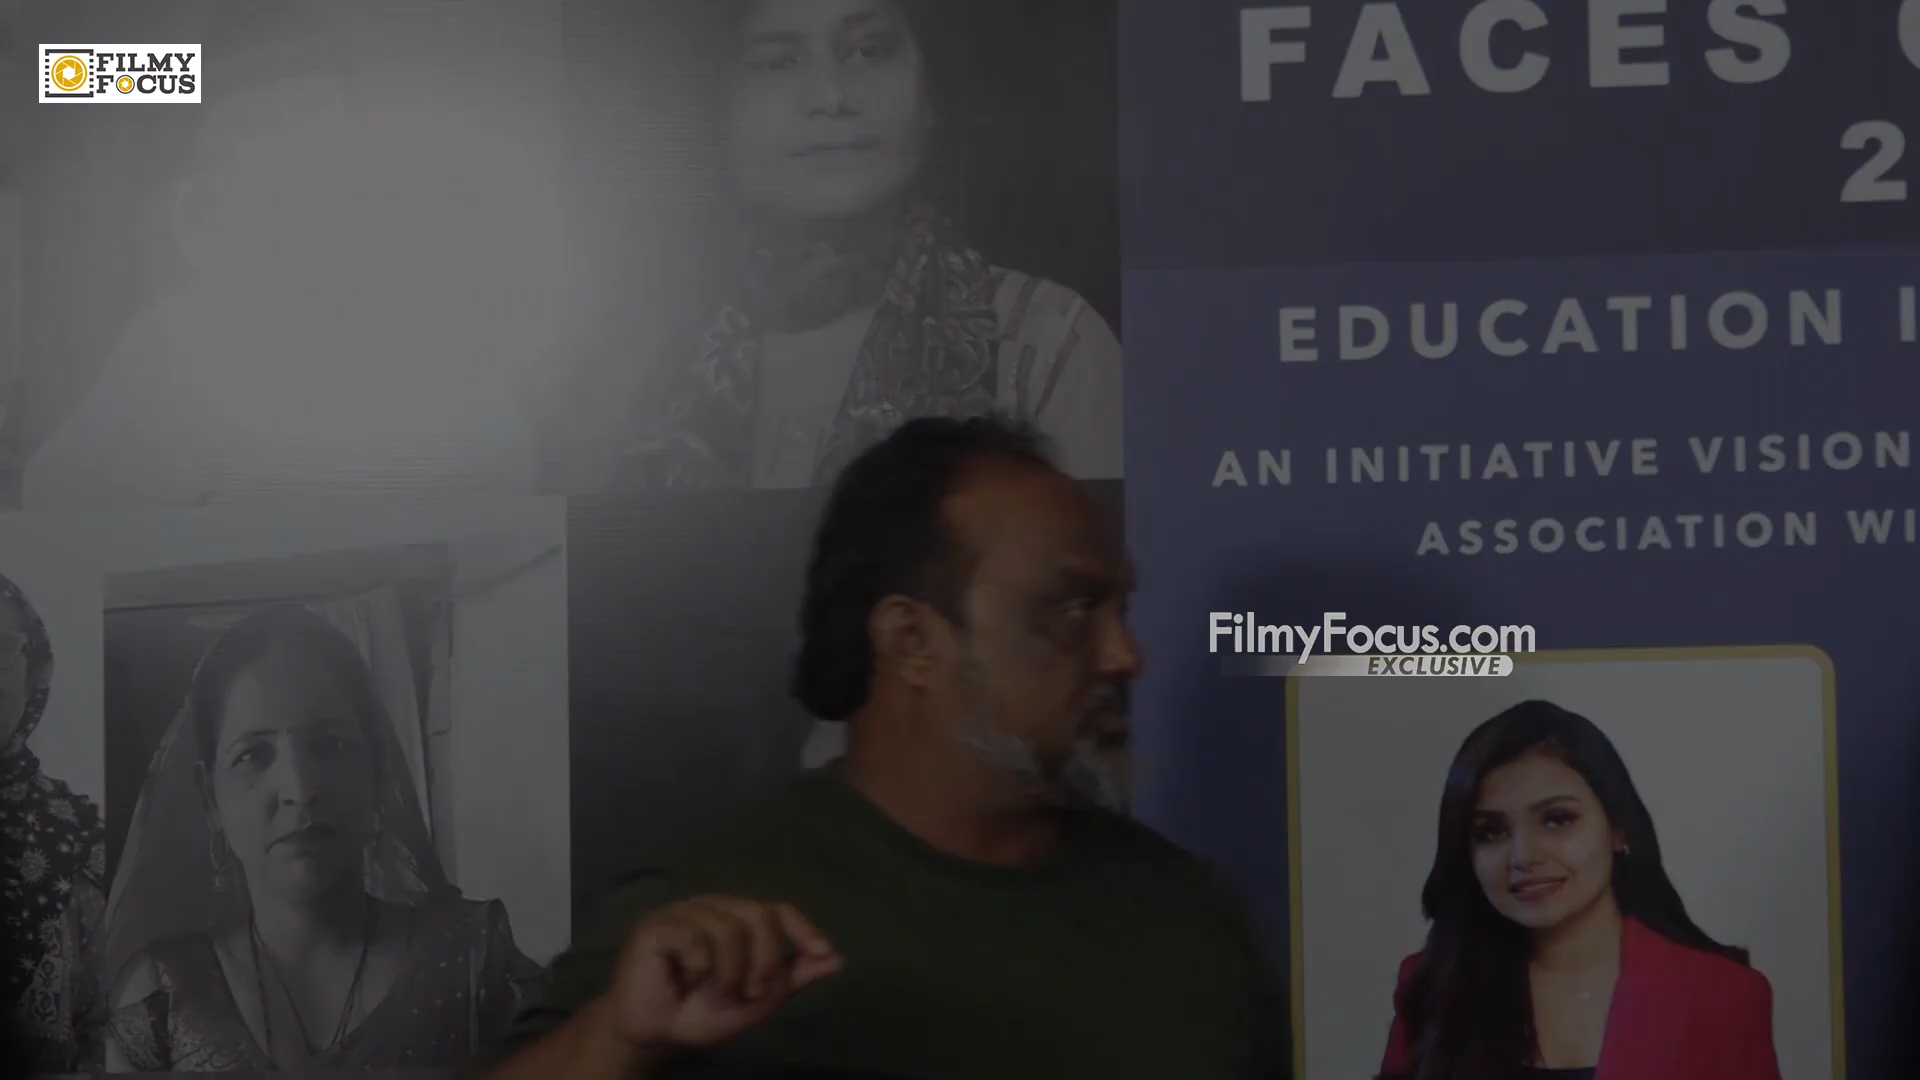 FILMY
FOCUS
FACES
2
EDUCATION
AN INITIATIVE VISION
ASSOCIATION WI
FilmyFocus.com
EXCLUSIVE